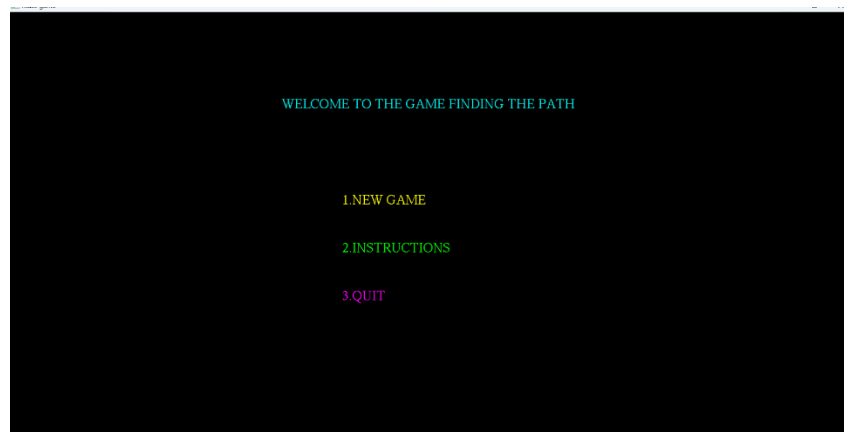 WELCOME TO THE GAME FINDING THE PATH
1.NEW GAME
2.INSTRUCTIONS
3.QUIT